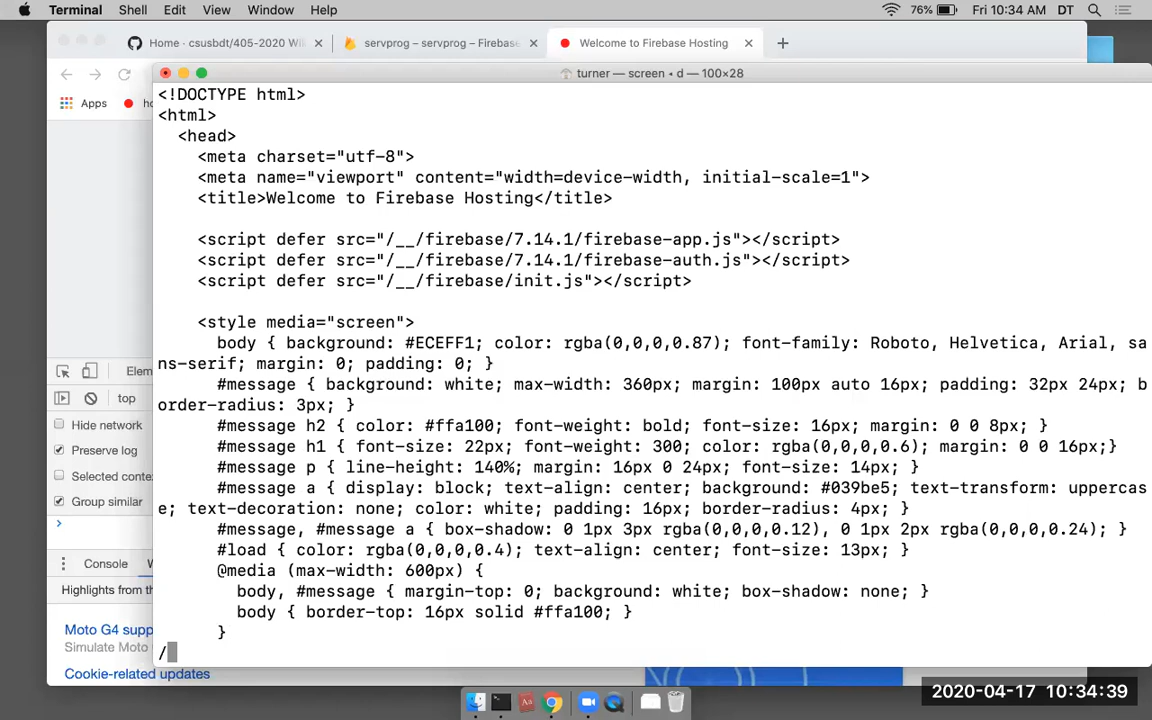 Terminal Shell Edit View Window Help 76% Fri 10:34 AM DT
Home · csusbdt/405-2020 Wi servprog – servprog – Firebase Welcome to Firebase Hosting
turner — screen • d — 100×28
Apps
<!DOCTYPE html>
<html>
<head>
<meta charset="utf-8">
<meta name="viewport" content="width=device-width, initial-scale=1">
<title>Welcome to Firebase Hosting</title>
<script defer src="/__/firebase/7.14.1/firebase-app.js"></script>
<script defer src="/__/firebase/7.14.1/firebase-auth.js"></script>
<script defer src="/__/firebase/init.js"></script>
<style media="screen">
body { background: #ECEFF1; color: rgba(0,0,0,0.87); font-family: Roboto, Helvetica, Arial, sa
ns-serif; margin: 0; padding: 0; }
#message { background: white; max-width: 360px; margin: 100px auto 16px; padding: 32px 24px; b
order-radius: 3px; }
#message h2 { color: #ffa100; font-weight: bold; font-size: 16px; margin: 0 0 8px; }
#message h1 { font-size: 22px; font-weight: 300; color: rgba(0,0,0,0.6); margin: 0 0 16px;}
#message p { line-height: 140%; margin: 16px 0 24px; font-size: 14px; }
#message a { display: block; text-align: center; background: #039be5; text-transform: uppercas
e; text-decoration: none; color: white; padding: 16px; border-radius: 4px; }
#message, #message a { box-shadow: 0 1px 3px rgba(0,0,0,0.12), 0 1px 2px rgba(0,0,0,0.24); }
#load { color: rgba(0,0,0,0.4); text-align: center; font-size: 13px; }
@media (max-width: 600px) {
body, #message { margin-top: 0; background: white; box-shadow: none; }
body { border-top: 16px solid #ffa100; }
}
/
Elem
top
Hide network
Preserve log
Selected conte
Group similar
>
Console
Highlights from th
Moto G4 supp
Simulate Moto
Cookie-related updates
2020-04-17 10:34:39